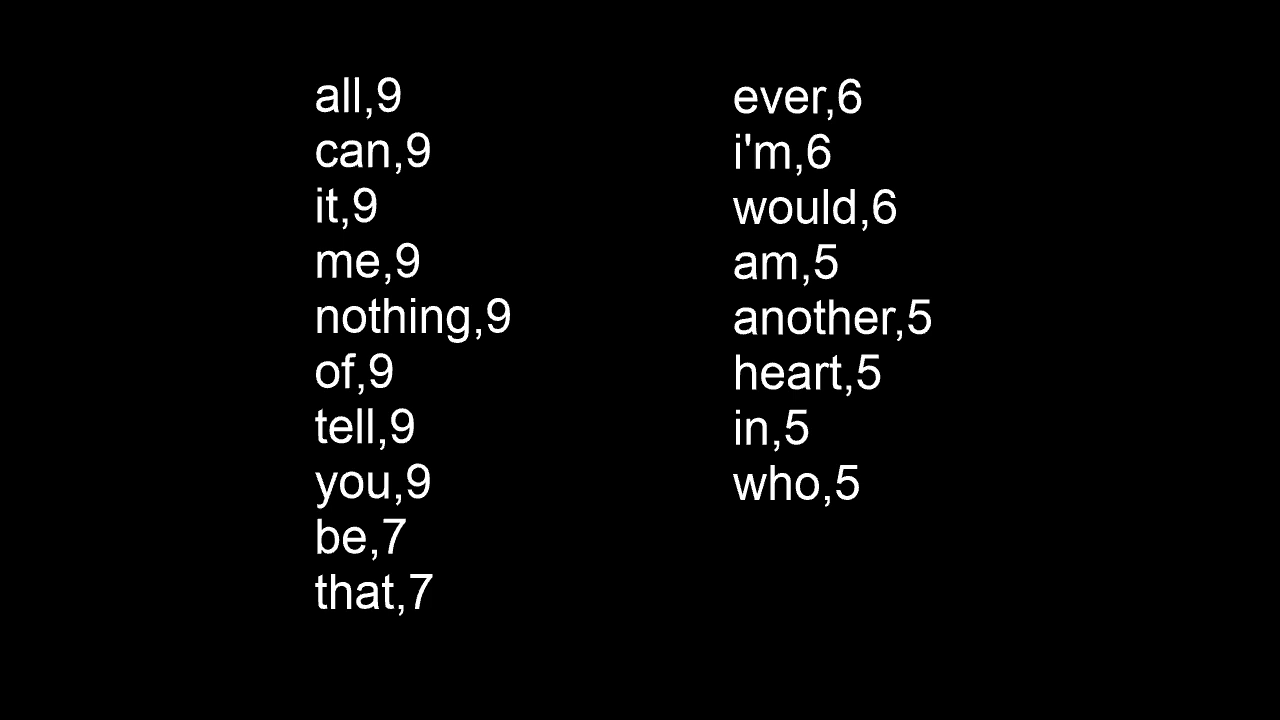 all,9
can,9
it,9
me,9
nothing,9
of,9
tell,9
you,9
be,7
that,7
ever,6
i'm,6
would,6
am,5
another,5
heart,5
in,5
who,5